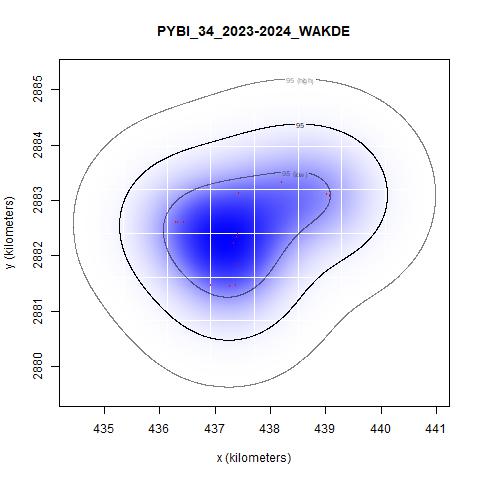 PYBI_34_2023-2024_WAKDE
95 (high)
95
95 (low)
2885
2884
2883
2882
2881
2880
y (kilometers)
435 436 437 438 439 440 441
x (kilometers)